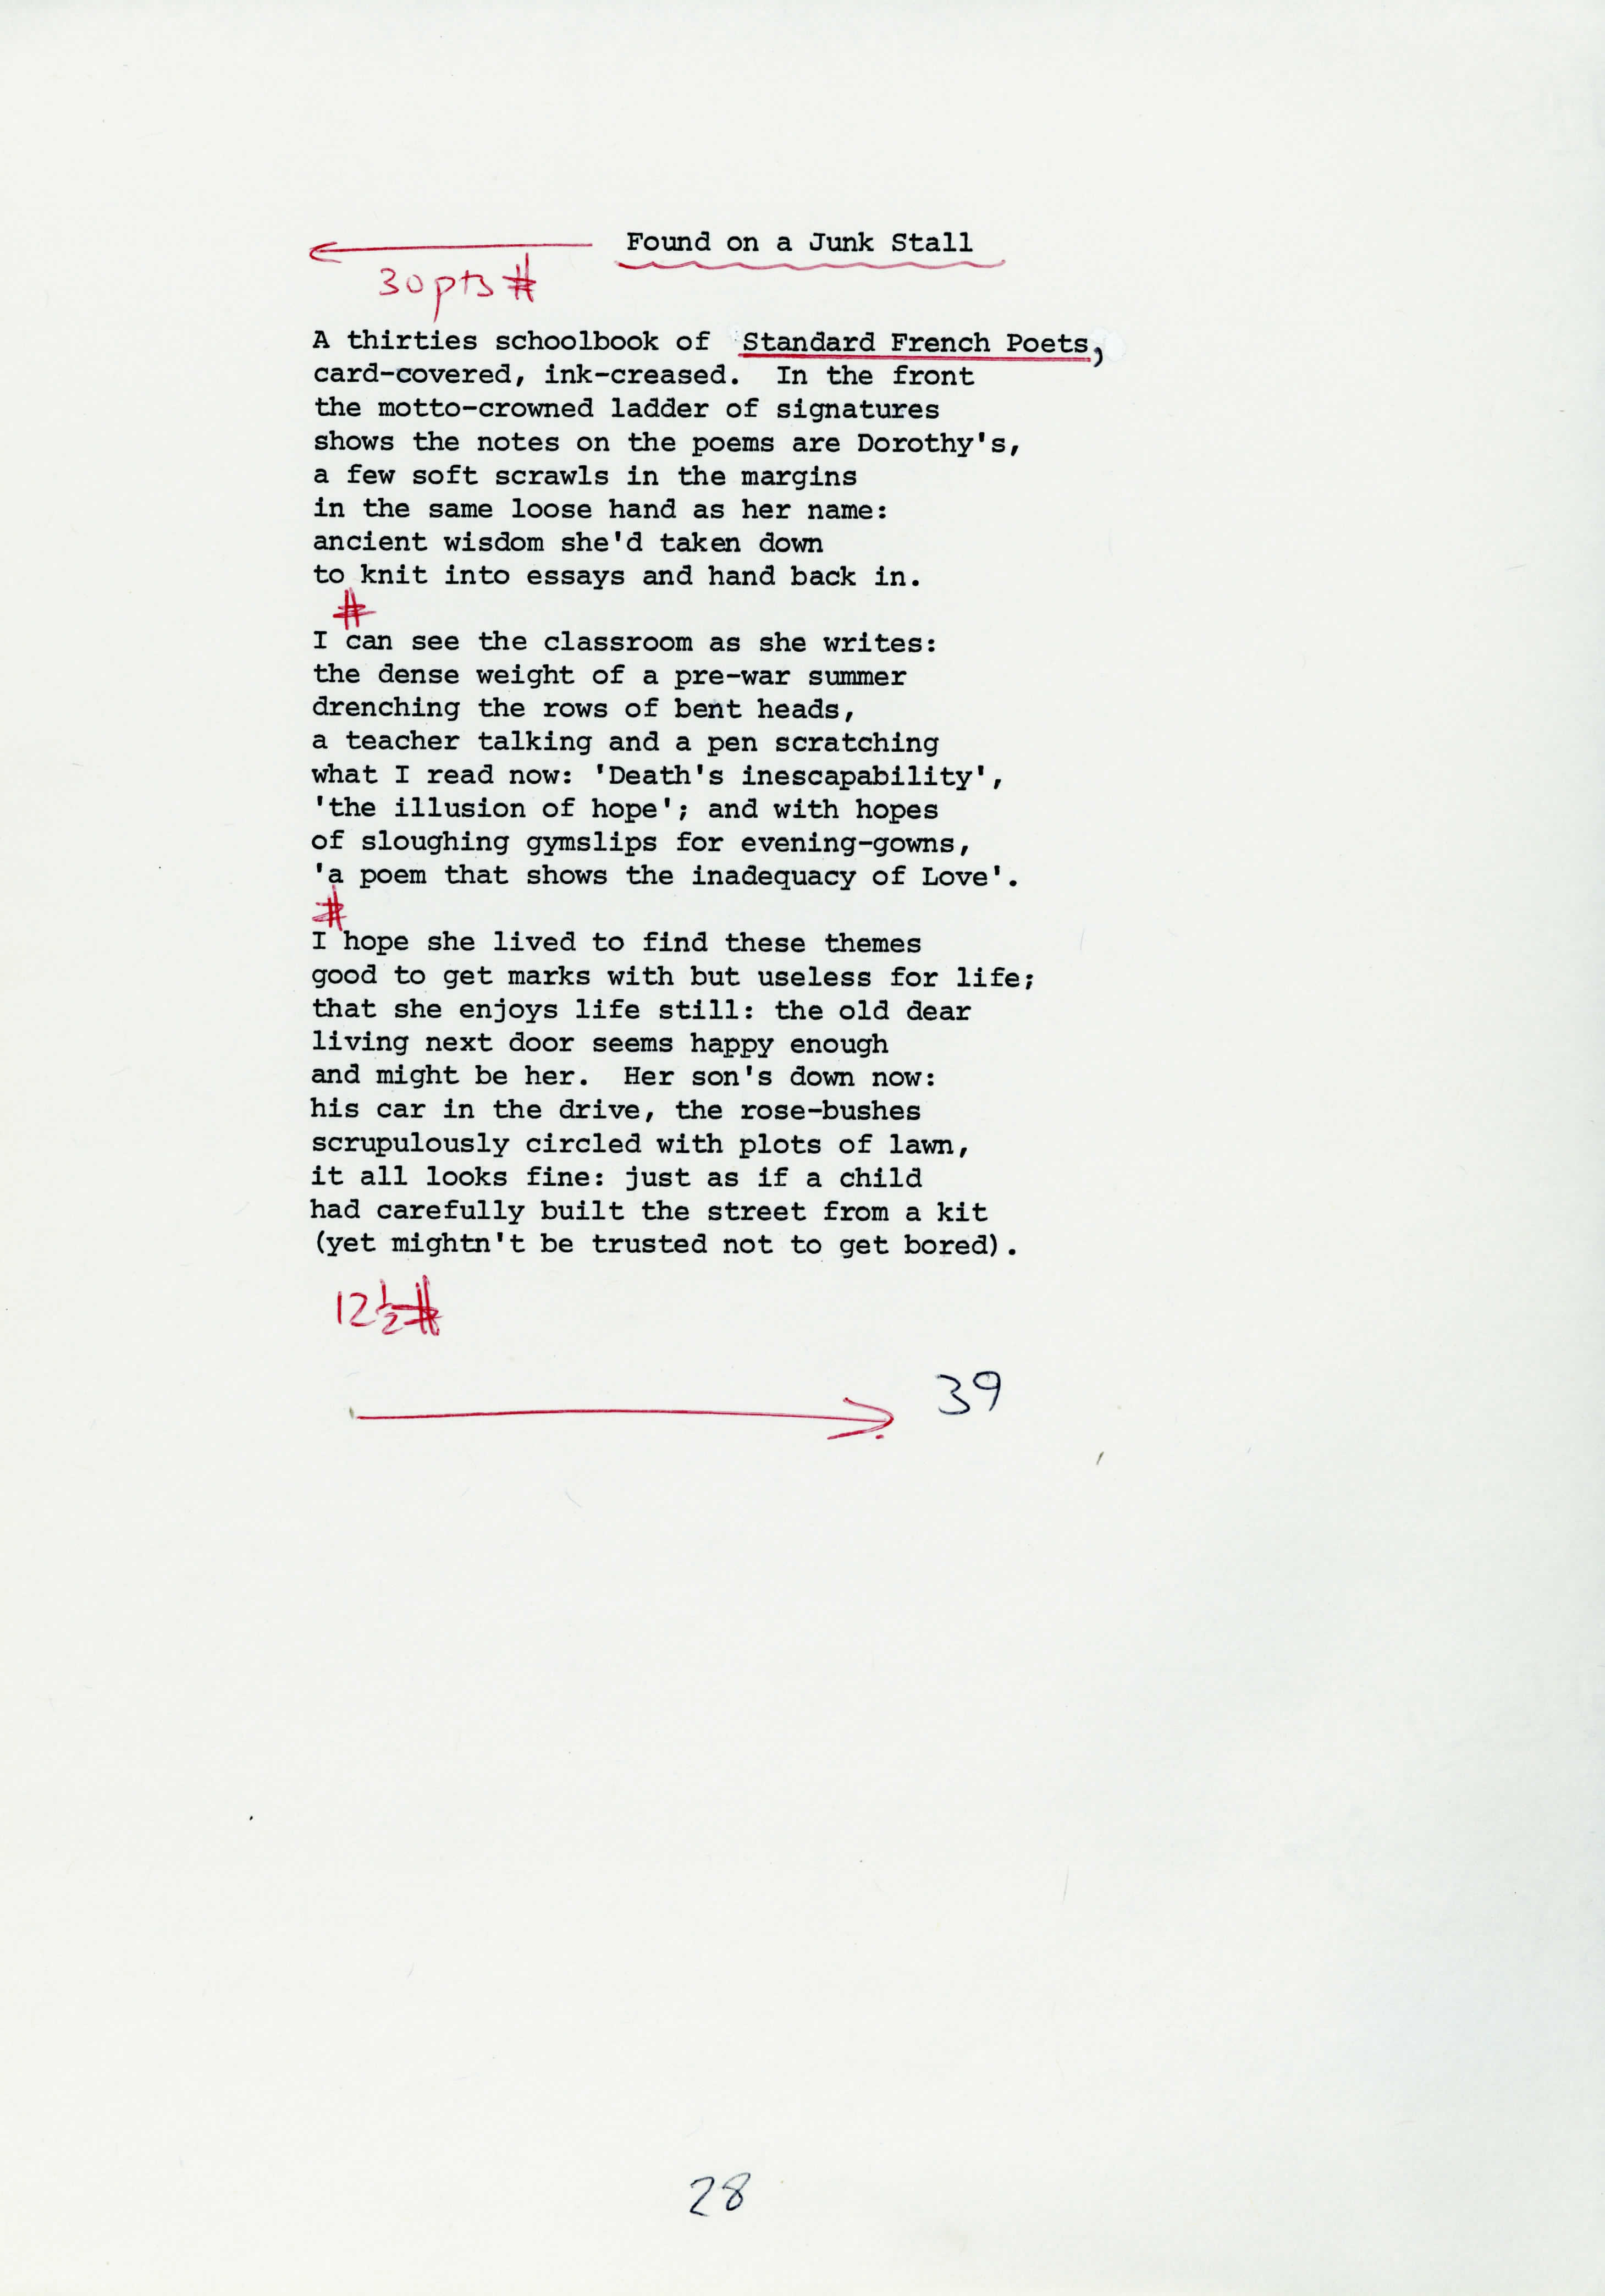 Found on a Junk Stall
30pts #
A thirties schoolbook of Standard French Poets,
card-covered, ink-creased.  In the front
the motto-crowned ladder of signatures
shows the notes on the poems are Dorothy's,
a few soft scrawls in the margins
in the same loose hand as her name:
ancient wisdom she'd taken down
to knit into essays and hand back in.
#
I can see the classroom as she writes:
the dense weight of a pre-war summer
drenching the rows of bent heads,
a teacher talking and a pen scratching
what I read now: 'Death's inescapability',
'the illusion of hope'; and with hopes
of sloughing gymslips for evening-gowns,
'a poem that shows the inadequacy of Love'.
#
I hope she lived to find these themes
good to get marks with but useless for life;
that she enjoys life still: the old dear
living next door seems happy enough
and might be her.  Her son's down now:
his car in the drive, the rose-bushes
scrupulously circled with plots of lawn,
it all looks fine: just as if a child
had carefully built the street from a kit
(yet mightn't be trusted not to get bored).
12½ #
39
28